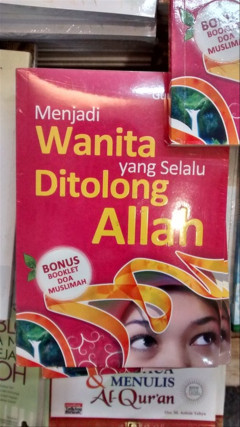 BONUS
BOOKLET
DOA
MUSLIMAH
Menjadi
Wanita
yang Selalu
Ditolong
Allah
BONUS
BOOKLET DOA
MUSLIMAH
& MENULIS
Al-Qur'an